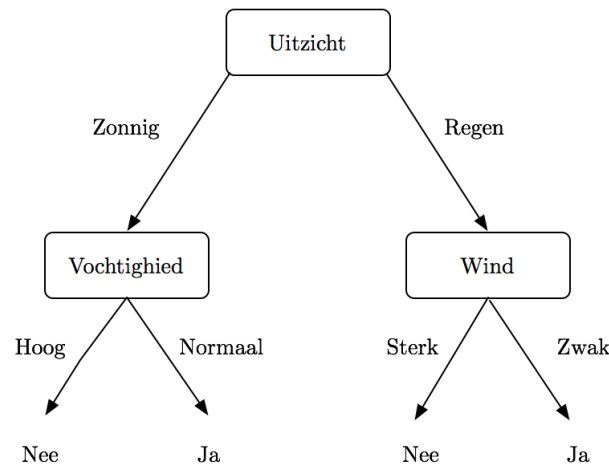 Uitzicht
Zonnig
Regen
Vochtighied
Wind
Hoog
Normaal
Sterk
Zwak
Nee
Ja
Nee
Ja